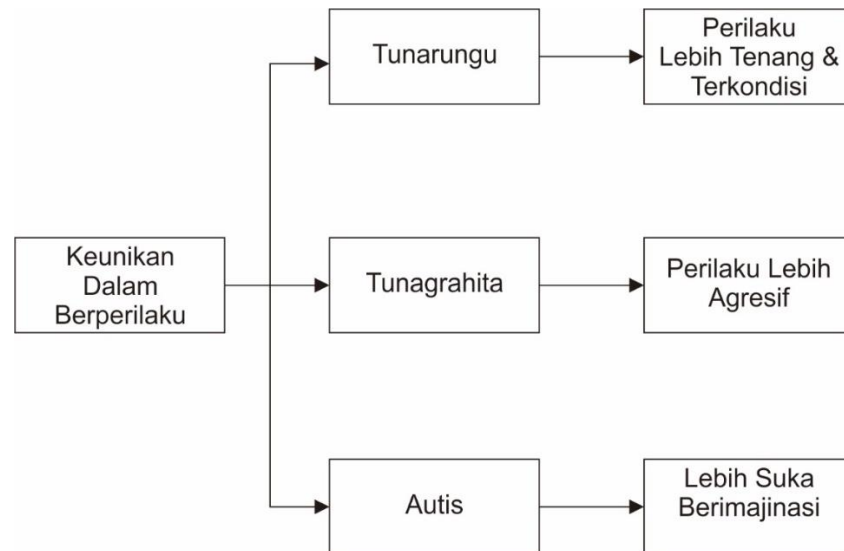 Keunikan
Dalam
Berperilaku
Tunarungu
Perilaku
Lebih Tenang &
Terkondisi
Tunagrahita
Perilaku Lebih
Agresif
Autis
Lebih Suka
Berimajinasi